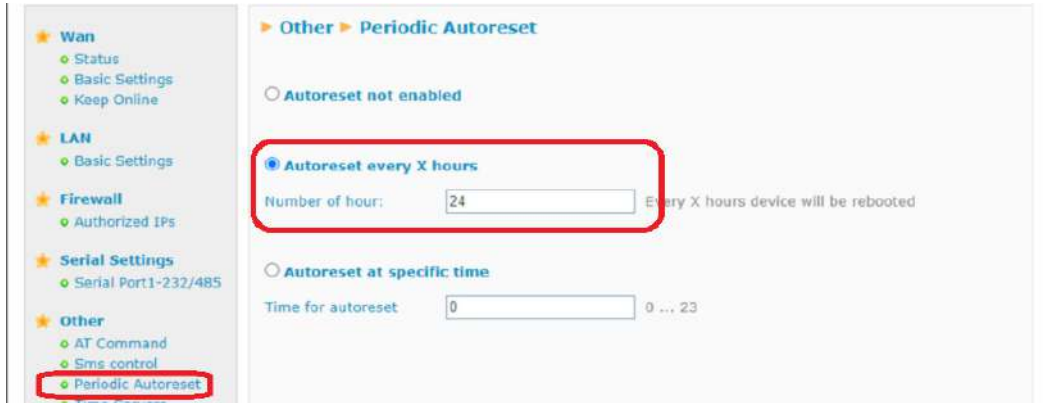 Wan
Status
Basic Settings
Keep Online
LAN
Basic Settings
Firewall
Authorized IPs
Serial Settings
Serial Port1-232/485
Other
AT Command
Sms control
Periodic Autoreset
Other Periodic Autoreset
Autoreset not enabled
Autoreset every X hours
Number of hour: 24 Every X hours device will be rebooted
Autoreset at specific time
Time for autoreset 0 0 ... 23